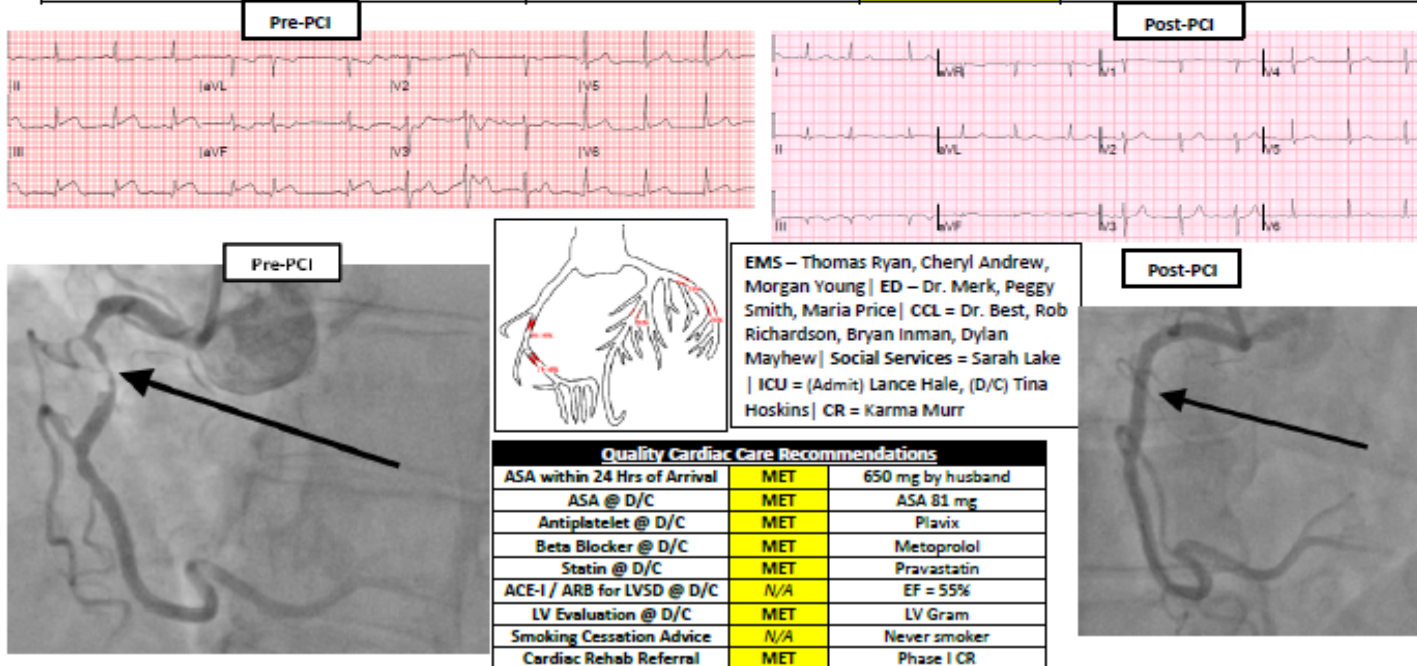 Pre-PCI
Post-PCI
II
aVL
V2
V5
III
aVF
V3
V6
I
aVR
V1
V4
II
aVL
V2
V5
III
aVF
V3
V6
Pre-PCI
EMS – Thomas Ryan, Cheryl Andrew,
Morgan Young| ED – Dr. Merk, Peggy
Smith, Maria Price| CCL = Dr. Best, Rob
Richardson, Bryan Inman, Dylan
Mayhew| Social Services = Sarah Lake
| ICU = (Admit) Lance Hale, (D/C) Tina
Hoskins| CR = Karma Murr
Post-PCI
Quality Cardiac Care Recommendations
ASA within 24 Hrs of Arrival MET 650 mg by husband
ASA @ D/C MET ASA 81 mg
Antiplatelet @ D/C MET Plavix
Beta Blocker @ D/C MET Metoprolol
Statin @ D/C MET Pravastatin
ACE-I / ARB for LVSD @ D/C N/A EF = 55%
LV Evaluation @ D/C MET LV Gram
Smoking Cessation Advice N/A Never smoker
Cardiac Rehab Referral MET Phase I CR